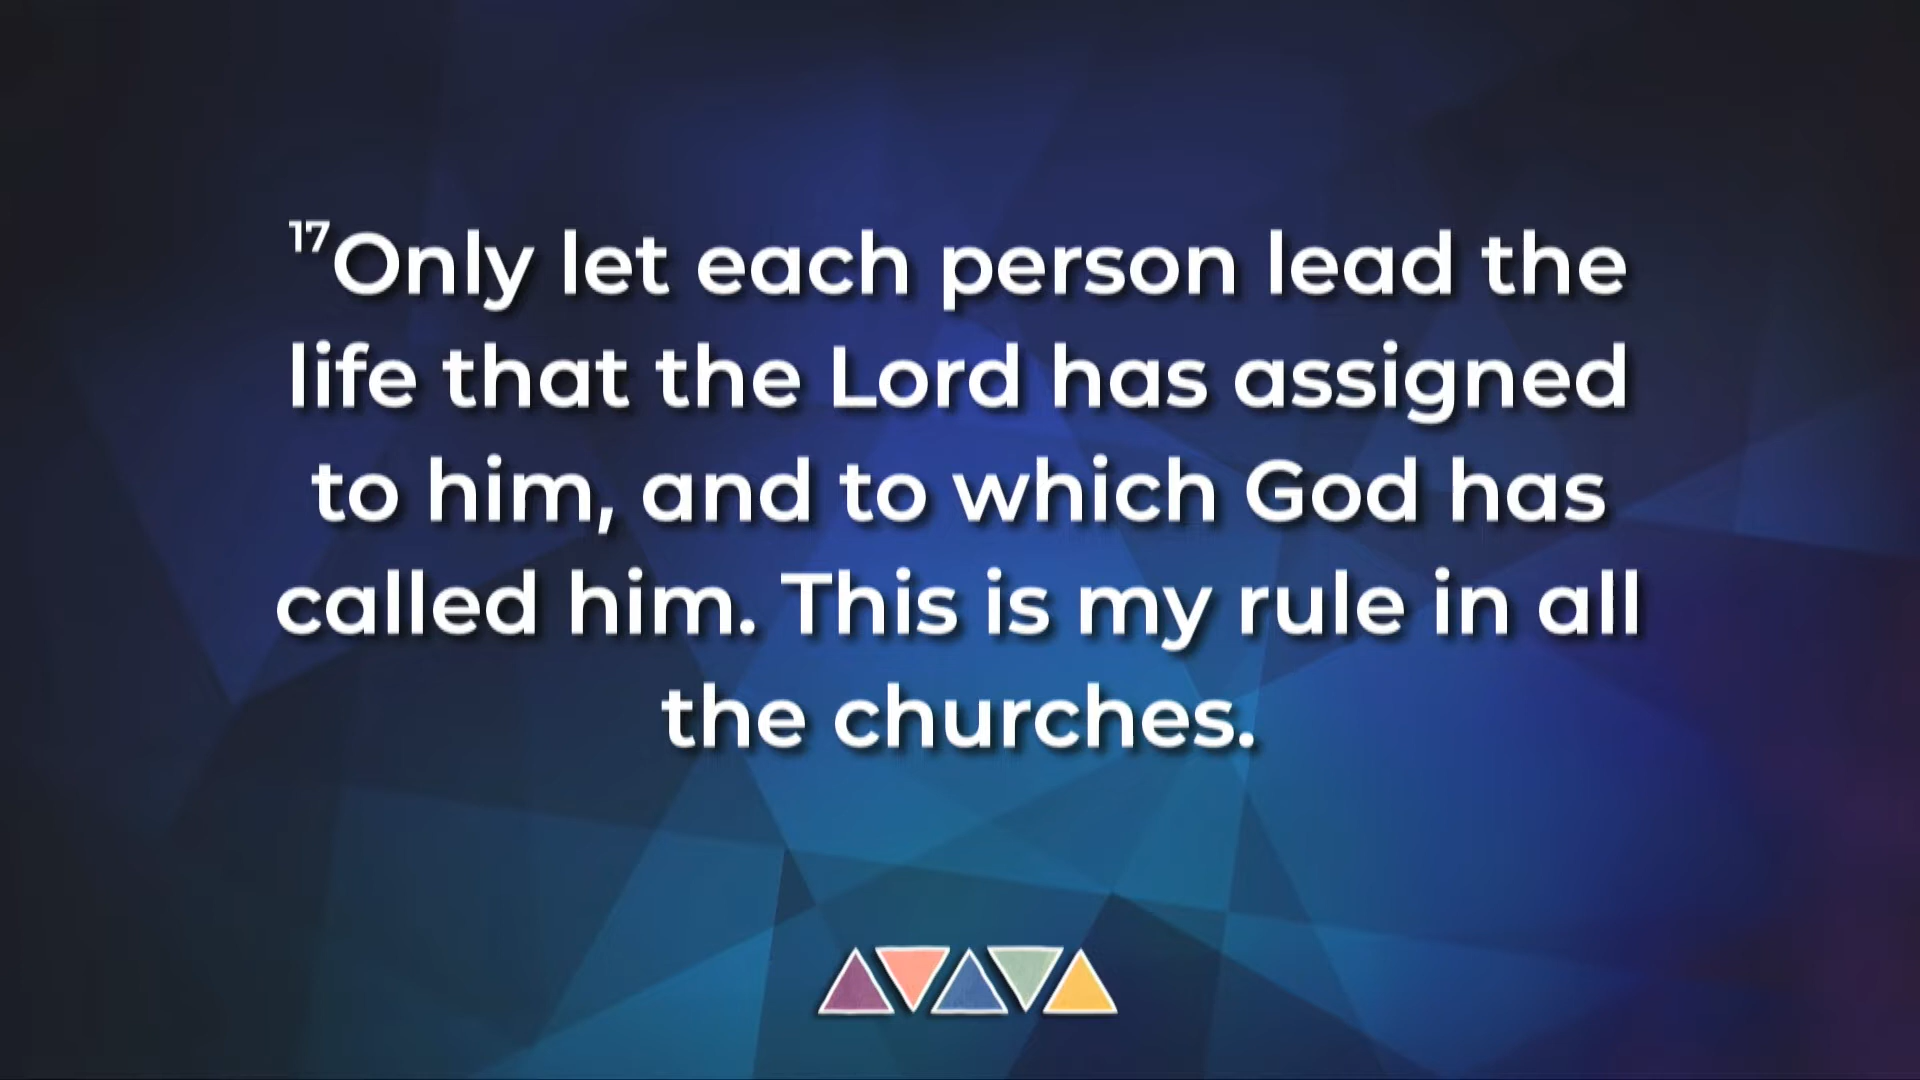 ¹⁷Only let each person lead the
life that the Lord has assigned
to him, and to which God has
called him. This is my rule in all
the churches.